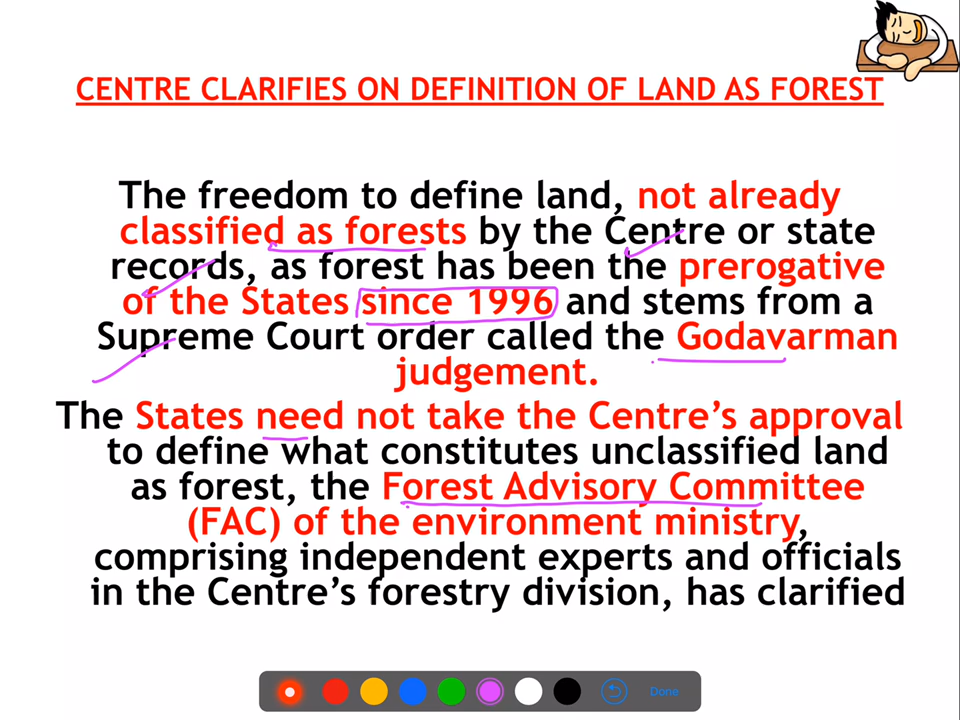 CENTRE CLARIFIES ON DEFINITION OF LAND AS FOREST
The freedom to define land, not already
classified as forests by the Centre or state
records, as forest has been the prerogative
of the States since 1996 and stems from a
Supreme Court order called the Godavarman
judgement.
The States need not take the Centre's approval
to define what constitutes unclassified land
as forest, the Forest Advisory Committee
(FAC) of the environment ministry,
comprising independent experts and officials
in the Centre's forestry division, has clarified
Done